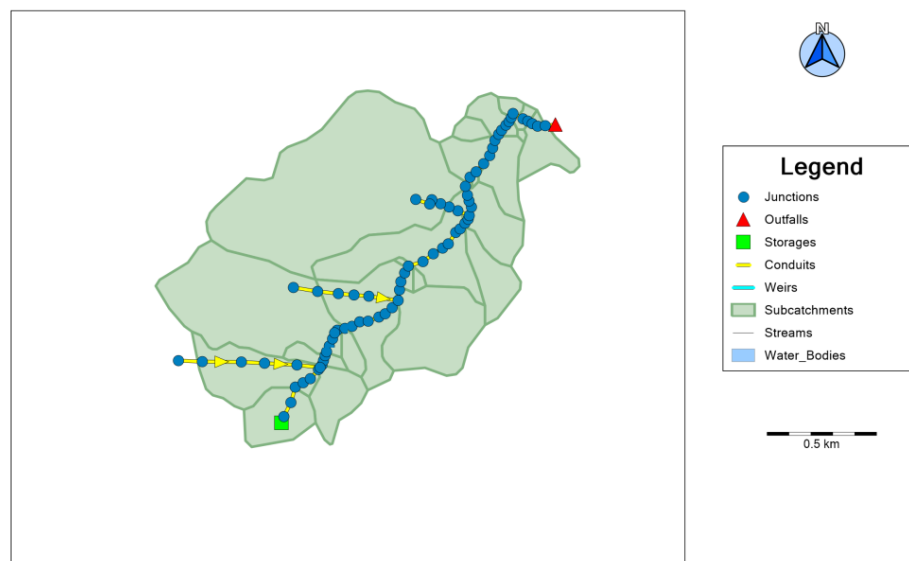 N
Legend
Junctions
Outfalls
Storages
Conduits
Weirs
Subcatchments
Streams
Water_Bodies
0.5 km